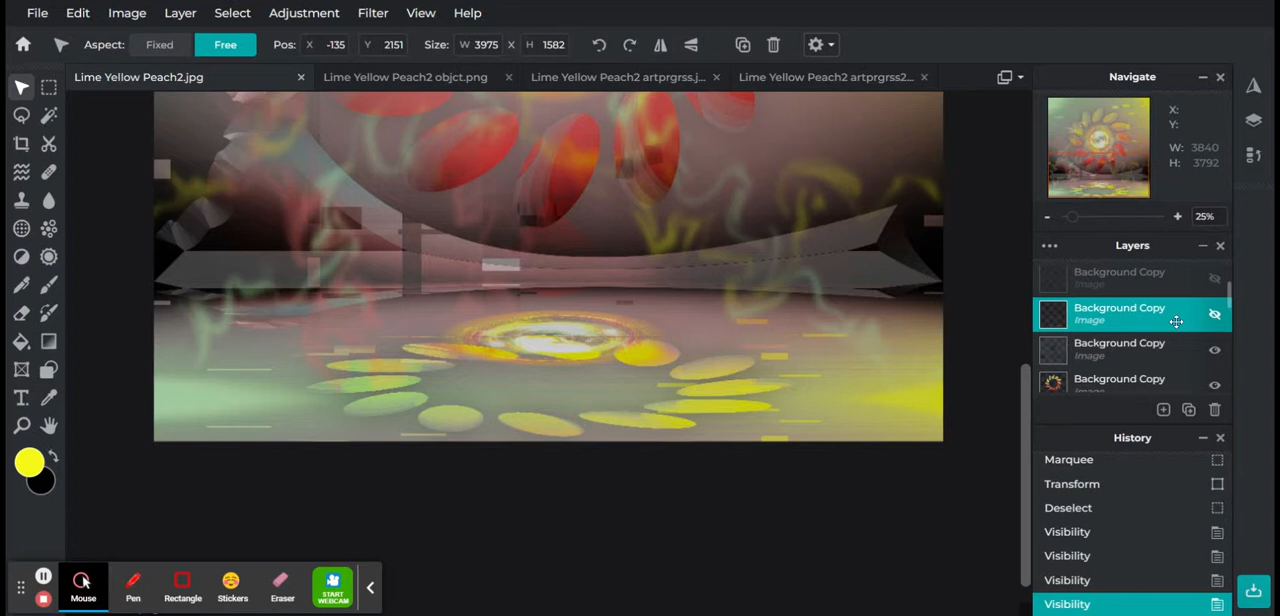 File Edit Image Layer Select Adjustment Filter View Help
Aspect: Fixed Free Pos: X -135 Y 2151 Size: W 3975 X H 1582
Lime Yellow Peach2.jpg Lime Yellow Peach2 objct.png Lime Yellow Peach2 artprgrss.j... Lime Yellow Peach2 artprgrss2...
Navigate
X:
Y:
W: 3840
H: 3792
- + 25%
Layers
Background Copy
Image
Background Copy
Image
Background Copy
Image
Background Copy
Image
History
Marquee
Transform
Deselect
Visibility
Visibility
Visibility
Visibility
T
Mouse Pen Rectangle Stickers Eraser START
WEBCAM